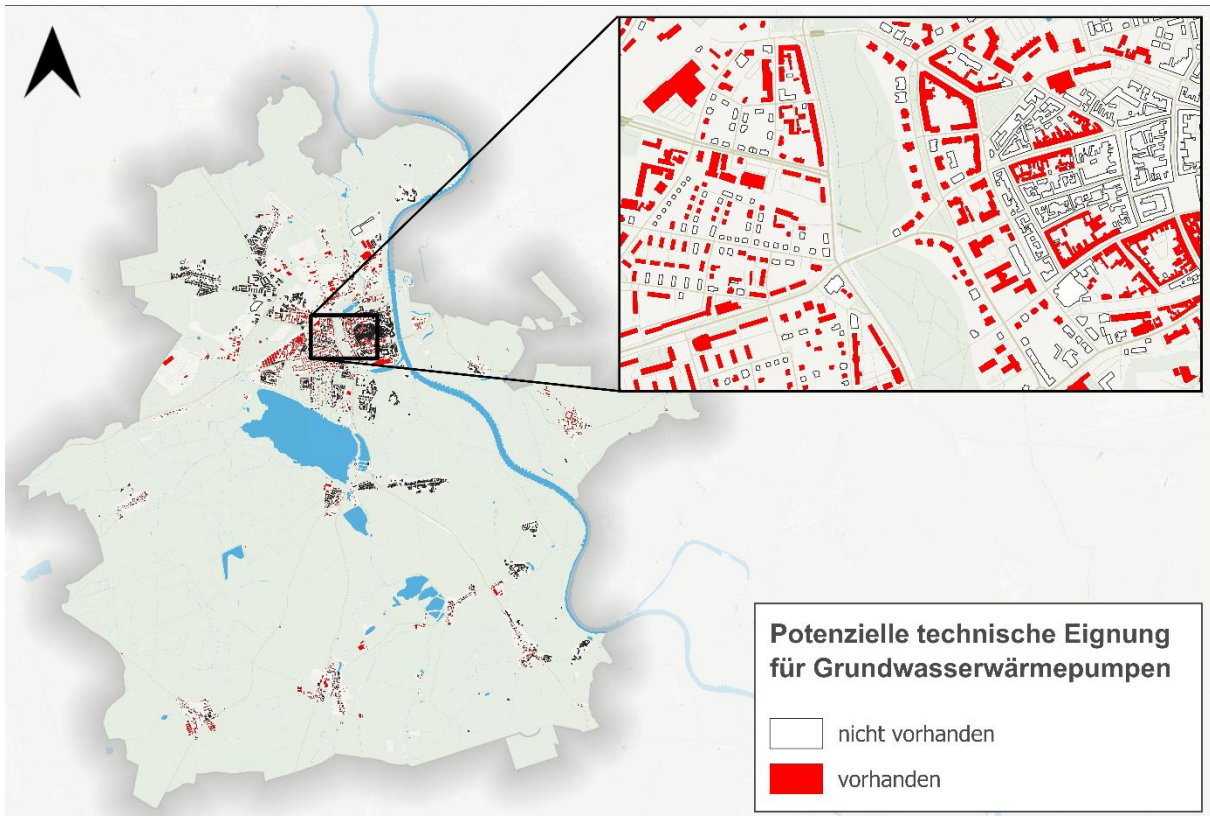 Potenzielle technische Eignung
für Grundwasserwärmepumpen
nicht vorhanden
vorhanden